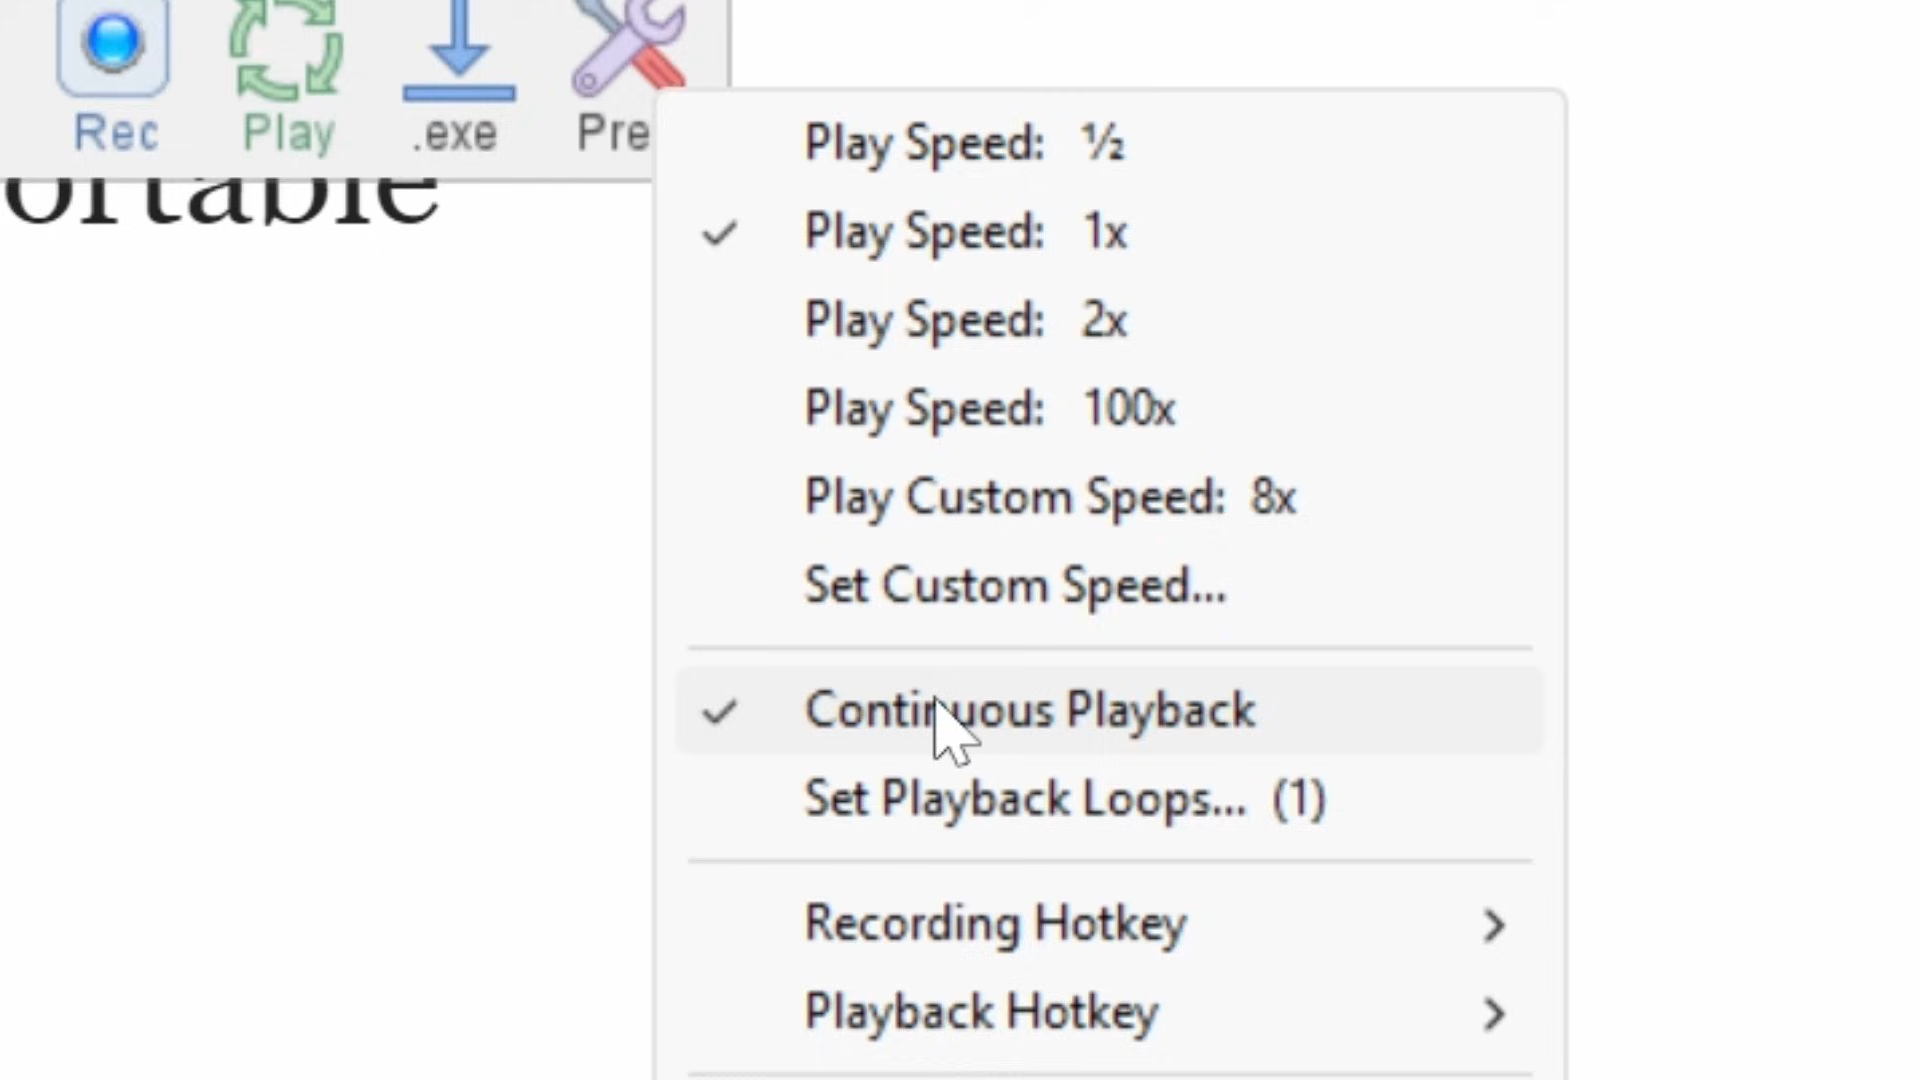 Rec Play .exe Pre
ortable
Play Speed: ½
Play Speed: 1x
Play Speed: 2x
Play Speed: 100x
Play Custom Speed: 8x
Set Custom Speed...
Continuous Playback
Set Playback Loops... (1)
Recording Hotkey
Playback Hotkey